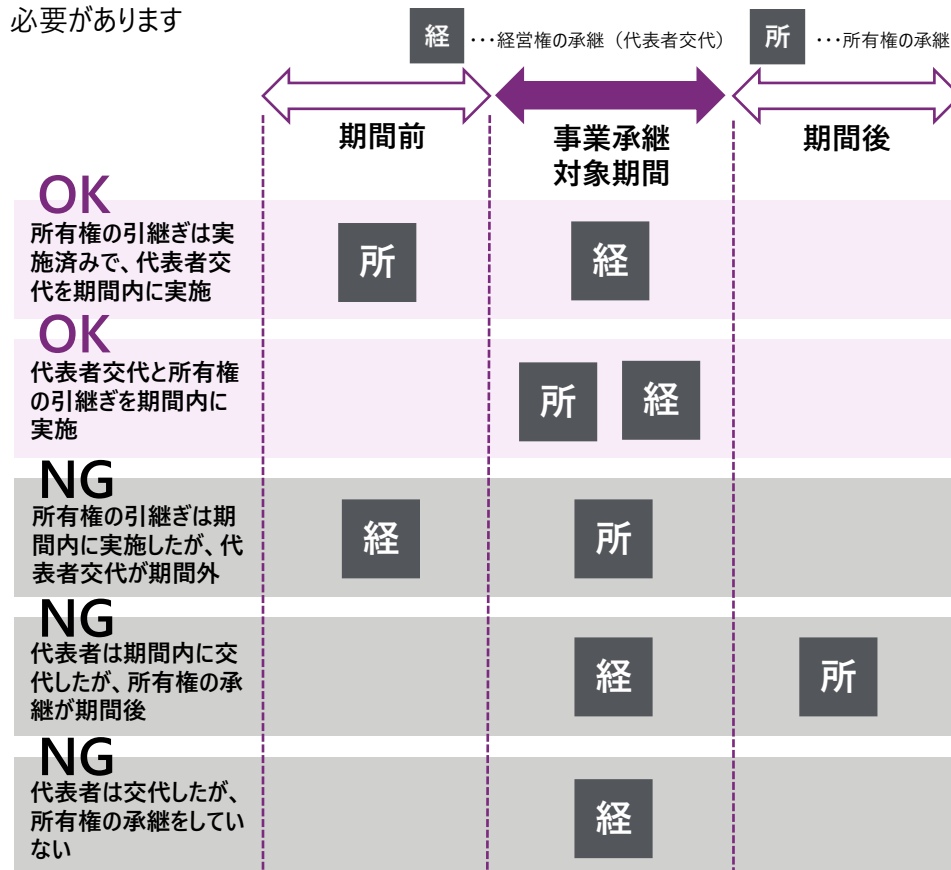 必要があります
経 ･･･経営権の承継（代表者交代）
所 ･･･所有権の承継
期間前
事業承継
対象期間
期間後
OK
所有権の引継ぎは実
施済みで、代表者交
代を期間内に実施
所
経
OK
代表者交代と所有権
の引継ぎを期間内に
実施
所
経
NG
所有権の引継ぎは期
間内に実施したが、代
表者交代が期間外
経
所
NG
代表者は期間内に交
代したが、所有権の承
継が期間後
経
所
NG
代表者は交代したが、
所有権の承継をしてい
ない
経